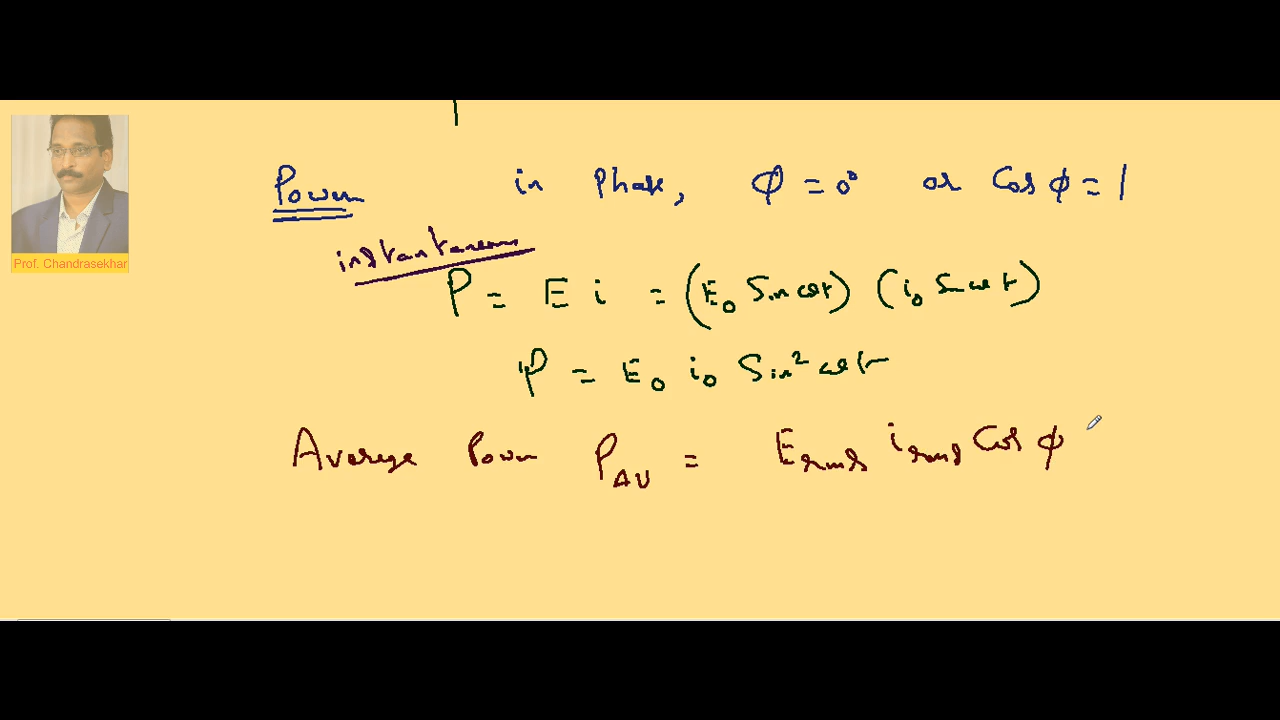 Power in Phase, φ = 0° or Cos φ = 1
Prof. Chandrasekhar
instantaneous
P = E i = (E₀ Sin ωt) (i₀ Sin ωt)
P = E₀ i₀ Sin² ωt
Average Power P_AV = E_rms i_rms Cos φ